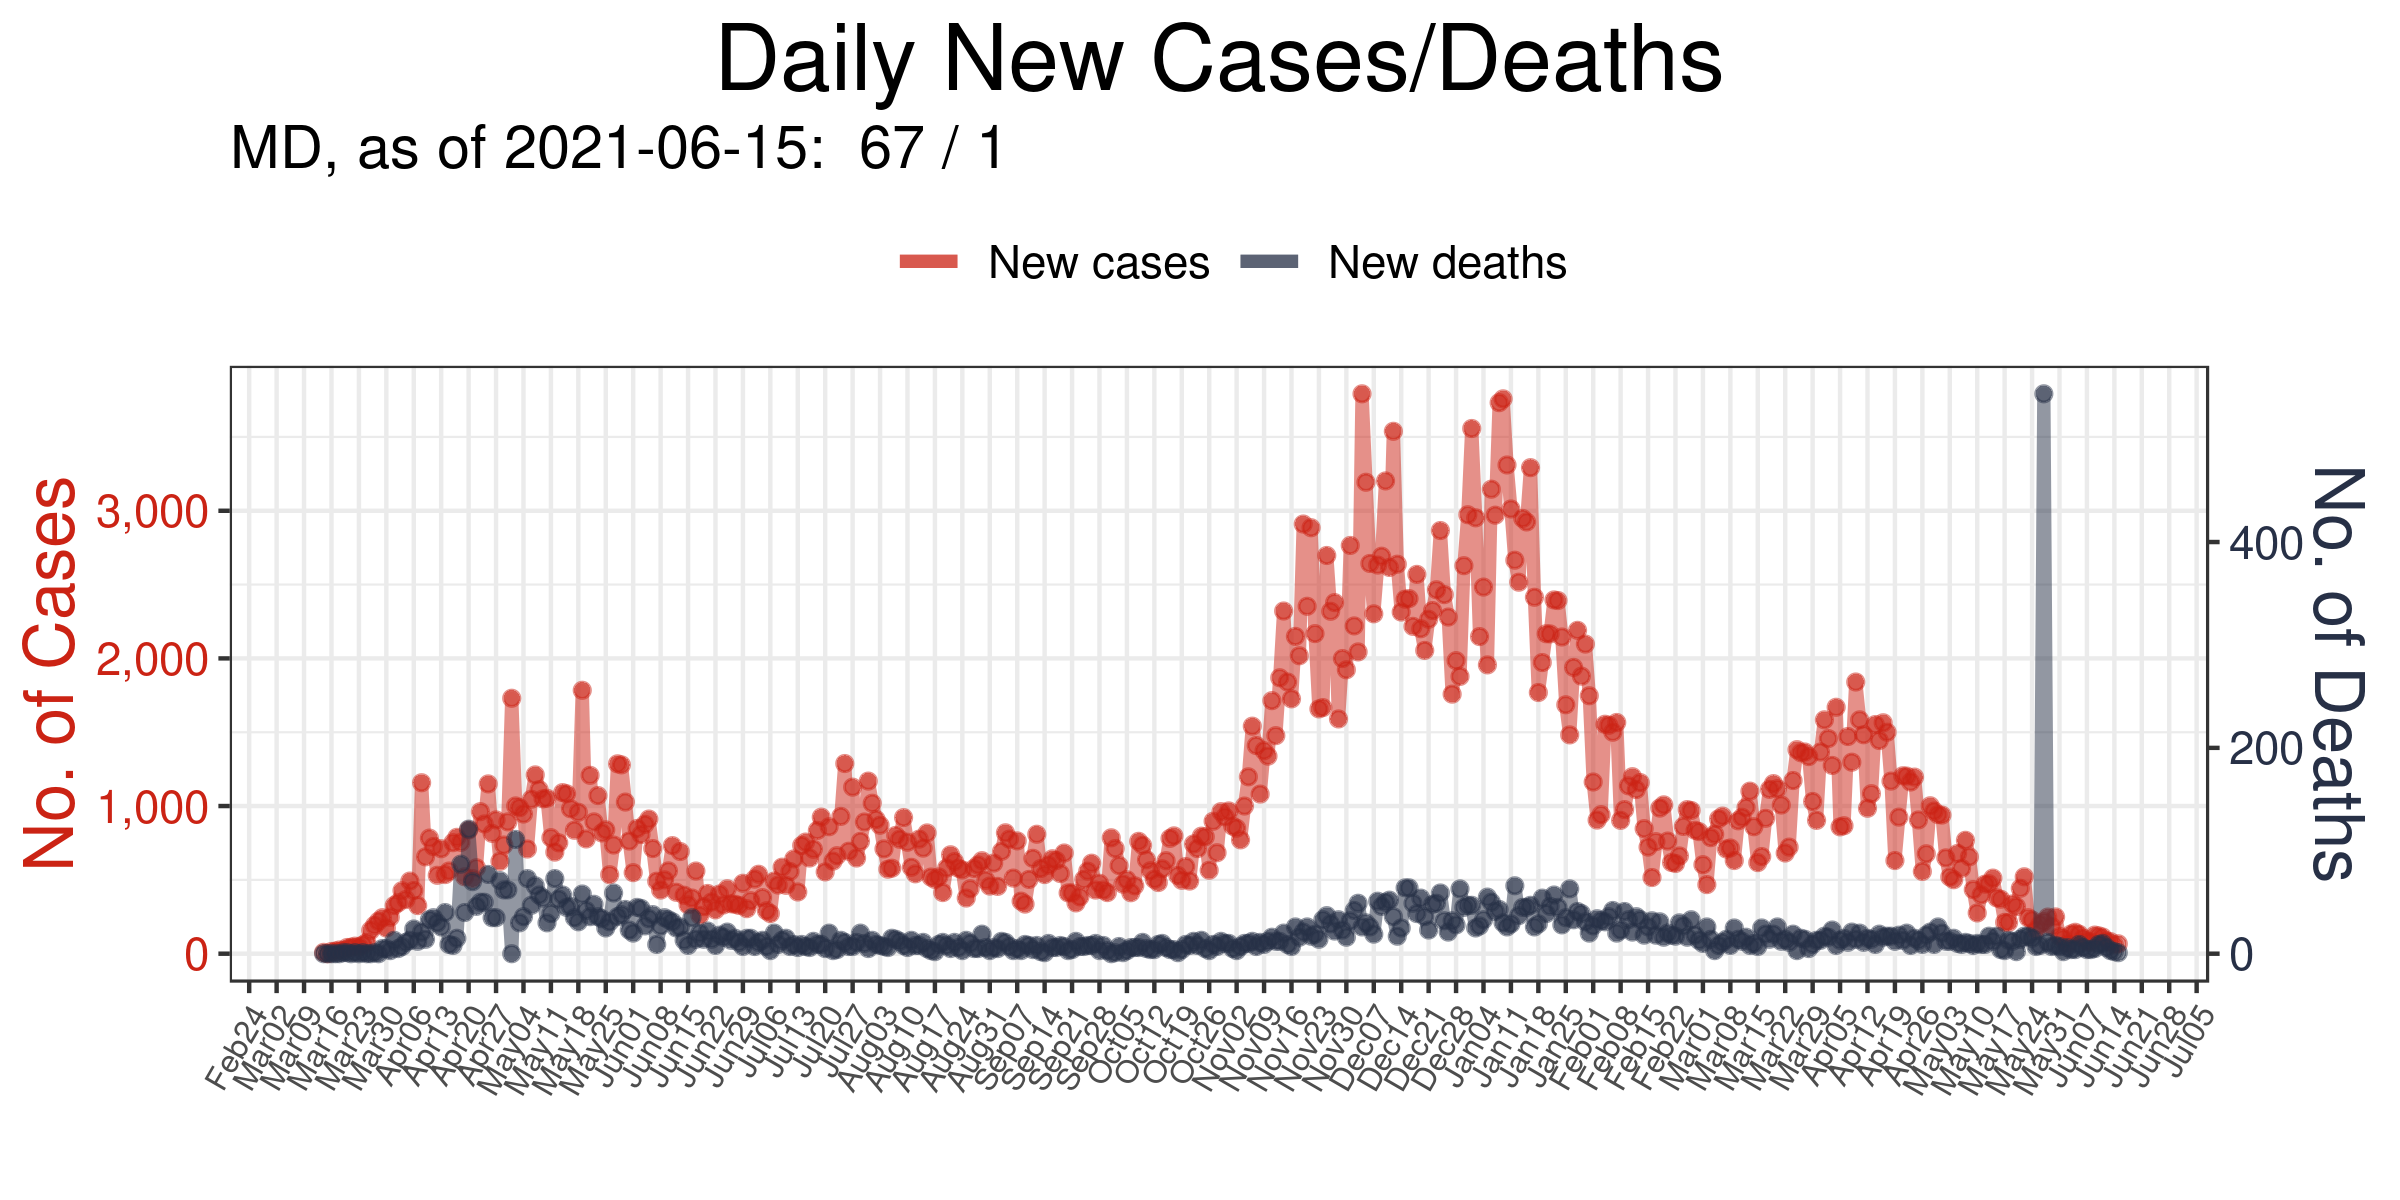 Daily New Cases/Deaths
MD, as of 2021-06-15:  67 / 1
New cases
New deaths
No. of Cases
3,000
2,000
1,000
0
400
200
0
No. of Deaths
Feb24
Mar02
Mar09
Mar16
Mar23
Mar30
Apr06
Apr13
Apr20
Apr27
May04
May11
May18
May25
Jun01
Jun08
Jun15
Jun22
Jun29
Jul06
Jul13
Jul20
Jul27
Aug03
Aug10
Aug17
Aug24
Aug31
Sep07
Sep14
Sep21
Sep28
Oct05
Oct12
Oct19
Oct26
Nov02
Nov09
Nov16
Nov23
Nov30
Dec07
Dec14
Dec21
Dec28
Jan04
Jan11
Jan18
Jan25
Feb01
Feb08
Feb15
Feb22
Mar01
Mar08
Mar15
Mar22
Mar29
Apr05
Apr12
Apr19
Apr26
May03
May10
May17
May24
May31
Jun07
Jun14
Jun21
Jun28
Jul05